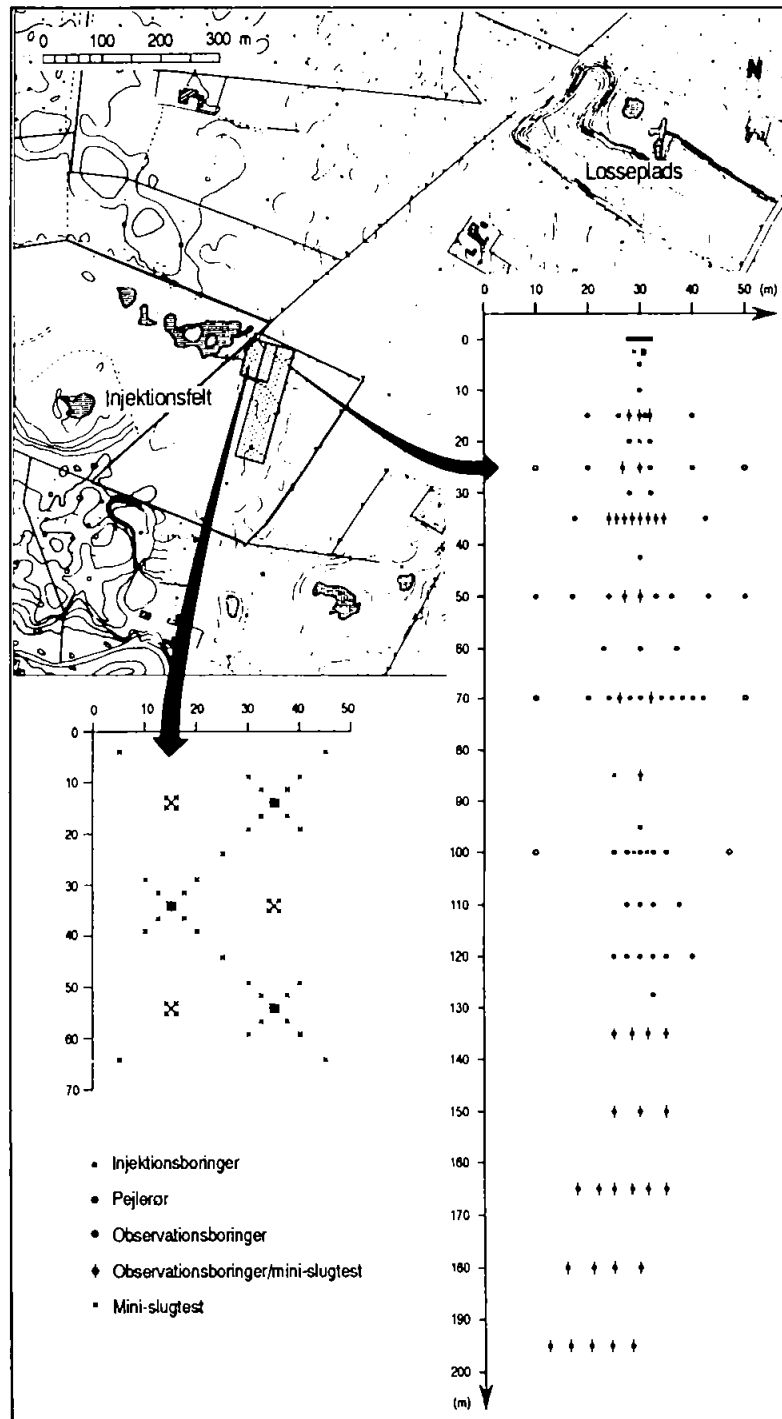 0 100 200 300 m
N
Losseplads
Injektionsfelt
0 10 20 30 40 50 (m)
0
10
20
30
40
50
60
70
80
90
100
110
120
130
140
150
160
170
180
190
200
(m)
0 10 20 30 40 50
0
10
20
30
40
50
60
70
Injektionsboringer
Pejlerør
Observationsboringer
Observationsboringer/mini-slugtest
Mini-slugtest